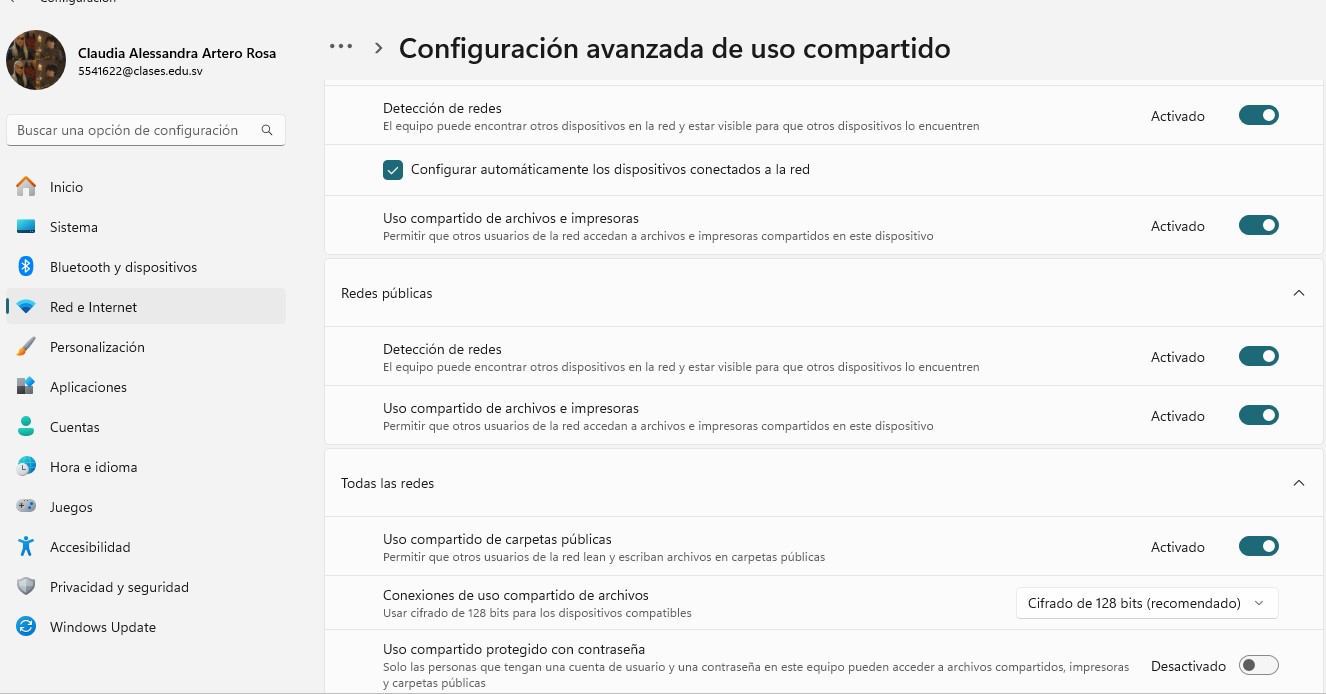 Configuración
Claudia Alessandra Artero Rosa
5541622@clases.edu.sv
Buscar una opción de configuración
Inicio
Sistema
Bluetooth y dispositivos
Red e Internet
Personalización
Aplicaciones
Cuentas
Hora e idioma
Juegos
Accesibilidad
Privacidad y seguridad
Windows Update
··· > Configuración avanzada de uso compartido
Detección de redes
El equipo puede encontrar otros dispositivos en la red y estar visible para que otros dispositivos lo encuentren
Activado
Configurar automáticamente los dispositivos conectados a la red
Uso compartido de archivos e impresoras
Permitir que otros usuarios de la red accedan a archivos e impresoras compartidos en este dispositivo
Activado
Redes públicas
Detección de redes
El equipo puede encontrar otros dispositivos en la red y estar visible para que otros dispositivos lo encuentren
Activado
Uso compartido de archivos e impresoras
Permitir que otros usuarios de la red accedan a archivos e impresoras compartidos en este dispositivo
Activado
Todas las redes
Uso compartido de carpetas públicas
Permitir que otros usuarios de la red lean y escriban archivos en carpetas públicas
Activado
Conexiones de uso compartido de archivos
Usar cifrado de 128 bits para los dispositivos compatibles
Cifrado de 128 bits (recomendado)
Uso compartido protegido con contraseña
Solo las personas que tengan una cuenta de usuario y una contraseña en este equipo pueden acceder a archivos compartidos, impresoras
y carpetas públicas
Desactivado